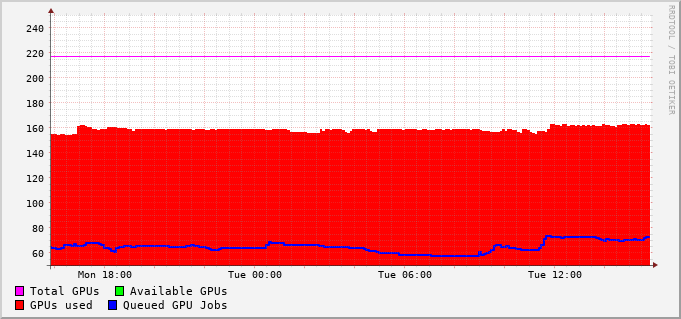 240
220
200
180
160
140
120
100
80
60
Mon 18:00 Tue 00:00 Tue 06:00 Tue 12:00
Total GPUs Available GPUs
GPUs used Queued GPU Jobs
RRDTOOL / TOBI OETIKER